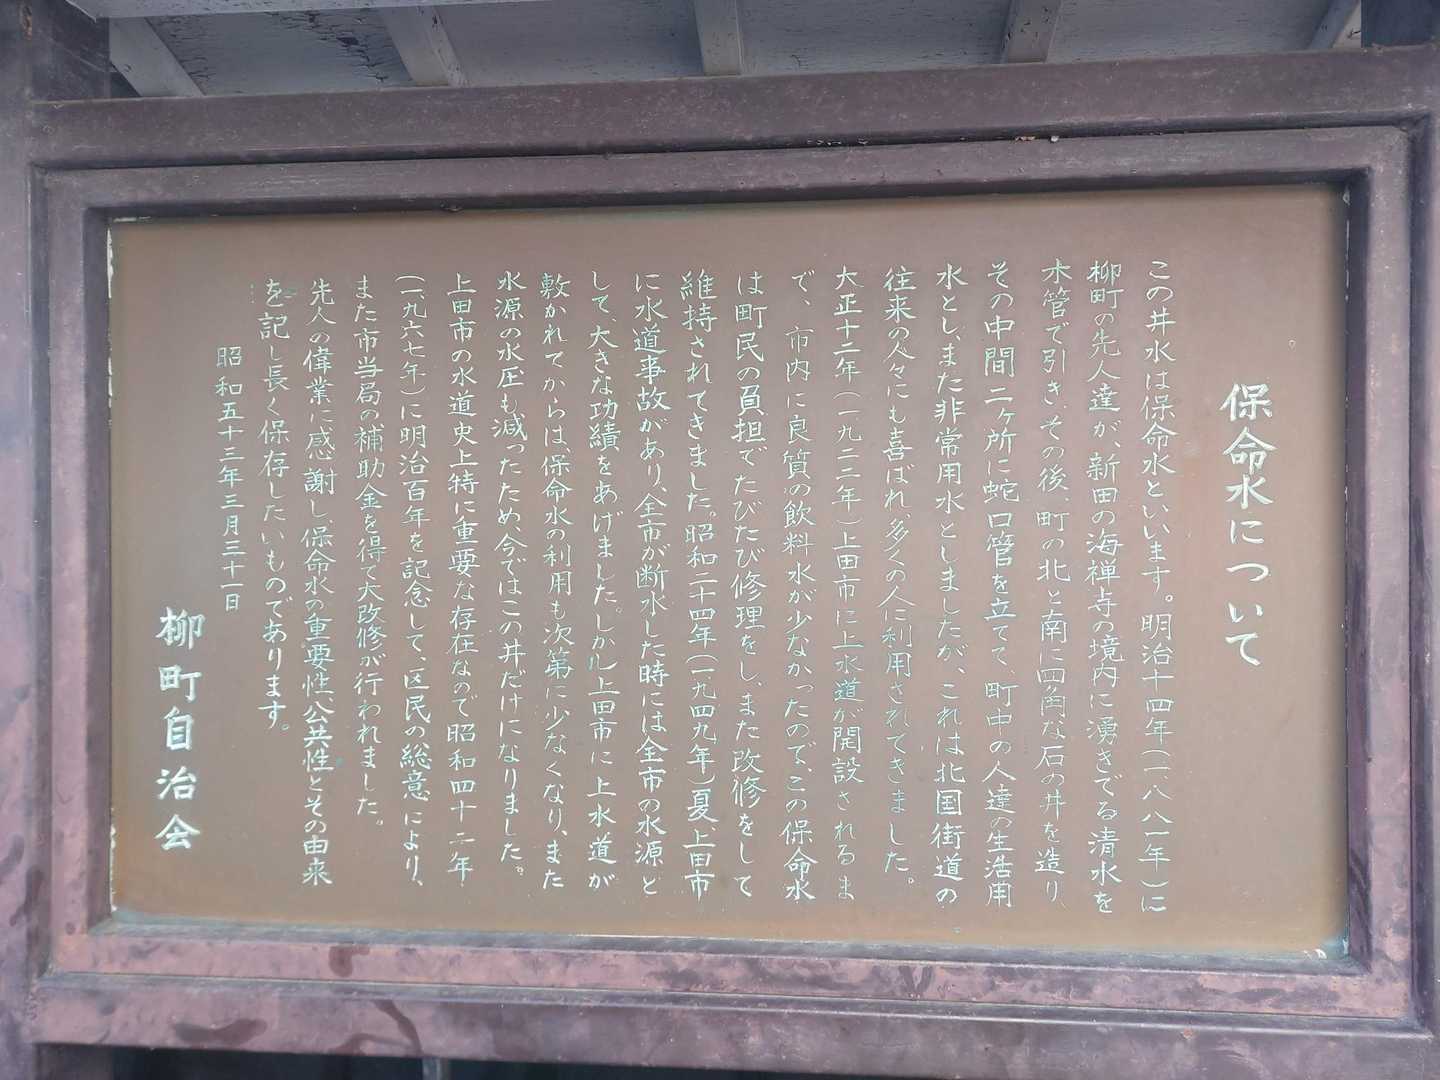 保命水について
この井水は保命水といいます。明治十四年(一、八八一年)に
柳町の先人達が、新田の海禅寺の境内に湧きでる清水を
木管で引き、その後、町の北と南に四角な石の井を造り、
その中間二ヶ所に蛇口管を立てて、町中の人達の生活用
水とし、また非常用水としましたが、これは北国街道の
往来の人々にも喜ばれ多くの人に利用されてきました。
大正十二年(一九二二年)上田市に上水道が開設されるま
で、市内に良質の飲料水が少なかったので、この保命水
は町民の負担でたびたび修理をし、また改修をして
維持されてきました。昭和二十四年(一九四九年)夏、上田市
に水道事故があり、全市が断水した時には全市の水源と
して、大きな功績をあげました。しかし上田市に上水道が
敷かれてからは保命水の利用も次第に少なくなり、また
水源の水圧も減ったため、今ではこの井だけになりました。
上田市の水道史上特に重要な存在なので昭和四十二年
(一、九六七年)に明治百年を記念して、区民の総意により、
また市当局の補助金を得て大改修が行われました。
先人の偉業に感謝し、保命水の重要性、公共性とその由来
を記し長く保存したいものであります。
昭和五十三年三月三十一日
柳町自治会